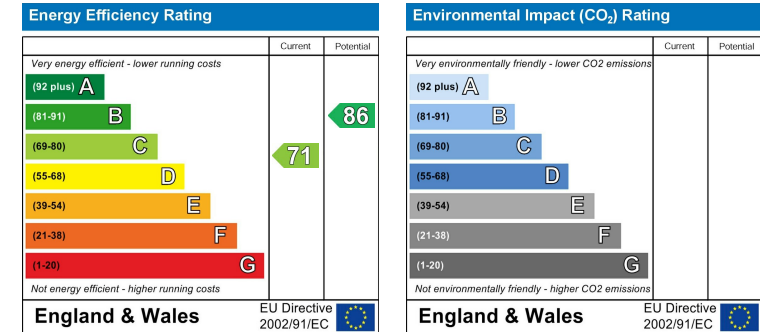 Energy Efficiency Rating
Current Potential
Very energy efficient - lower running costs
(92 plus) A
(81-91) B
86
(69-80) C
71
(55-68) D
(39-54) E
(21-38) F
(1-20) G
Not energy efficient - higher running costs
England & Wales
EU Directive
2002/91/EC
Environmental Impact (CO₂) Rating
Current Potential
Very environmentally friendly - lower CO2 emissions
(92 plus) A
(81-91) B
(69-80) C
(55-68) D
(39-54) E
(21-38) F
(1-20) G
Not environmentally friendly - higher CO2 emissions
England & Wales
EU Directive
2002/91/EC